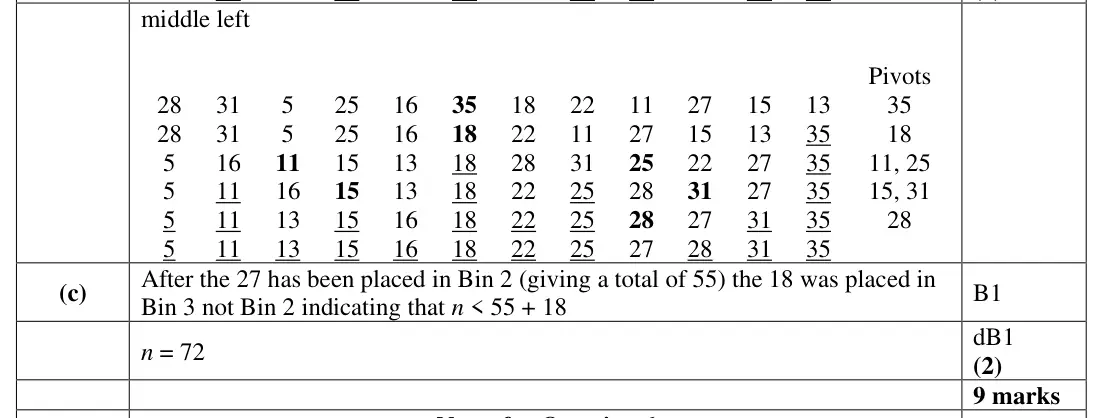 middle left
Pivots
28 31 5 25 16 35 18 22 11 27 15 13 35
28 31 5 25 16 18 22 11 27 15 13 35 18
5 16 11 15 13 18 28 31 25 22 27 35 11, 25
5 11 16 15 13 18 22 25 28 31 27 35 15, 31
5 11 13 15 16 18 22 25 28 27 31 35 28
5 11 13 15 16 18 22 25 27 28 31 35
(c) After the 27 has been placed in Bin 2 (giving a total of 55) the 18 was placed in B1
Bin 3 not Bin 2 indicating that n < 55 + 18
n = 72 dB1
(2)
9 marks